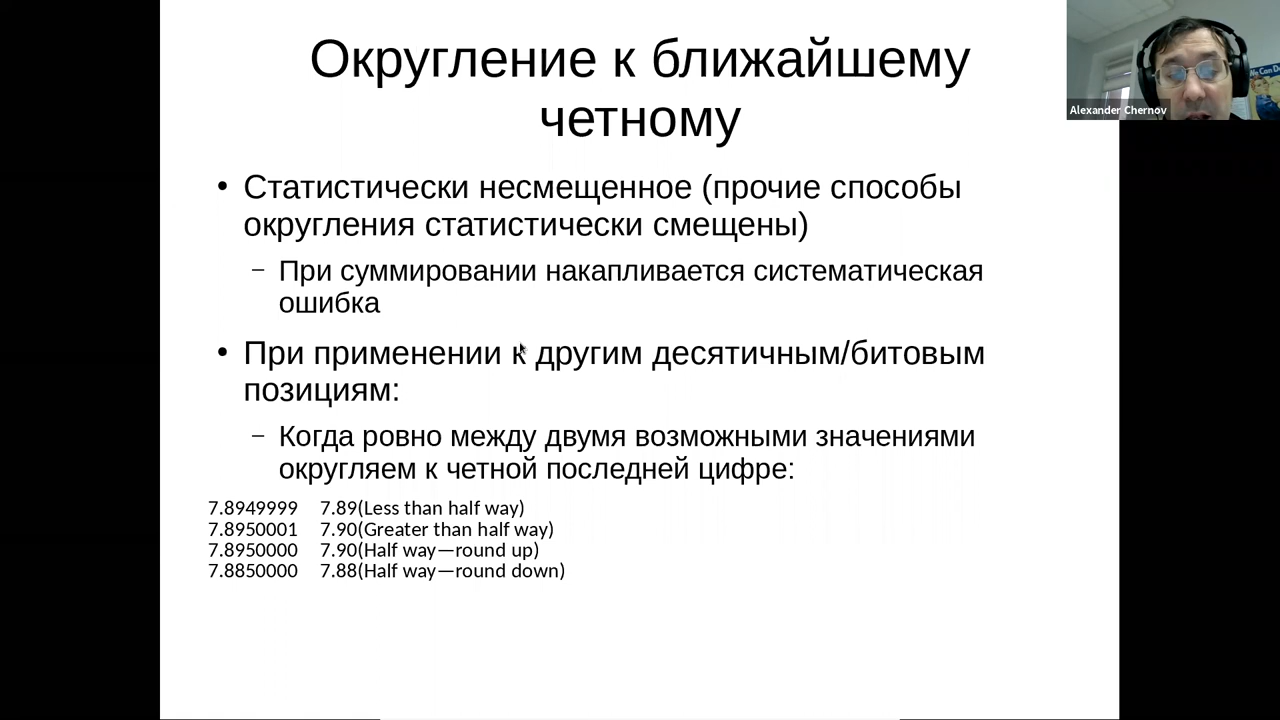 Округление к ближайшему
четному
• Статистически несмещенное (прочие способы
округления статистически смещены)
– При суммировании накапливается систематическая
ошибка
• При применении к другим десятичным/битовым
позициям:
– Когда ровно между двумя возможными значениями
округляем к четной последней цифре:
7.8949999 7.89(Less than half way)
7.8950001 7.90(Greater than half way)
7.8950000 7.90(Half way—round up)
7.8850000 7.88(Half way—round down)
We Can D
Alexander Chernov